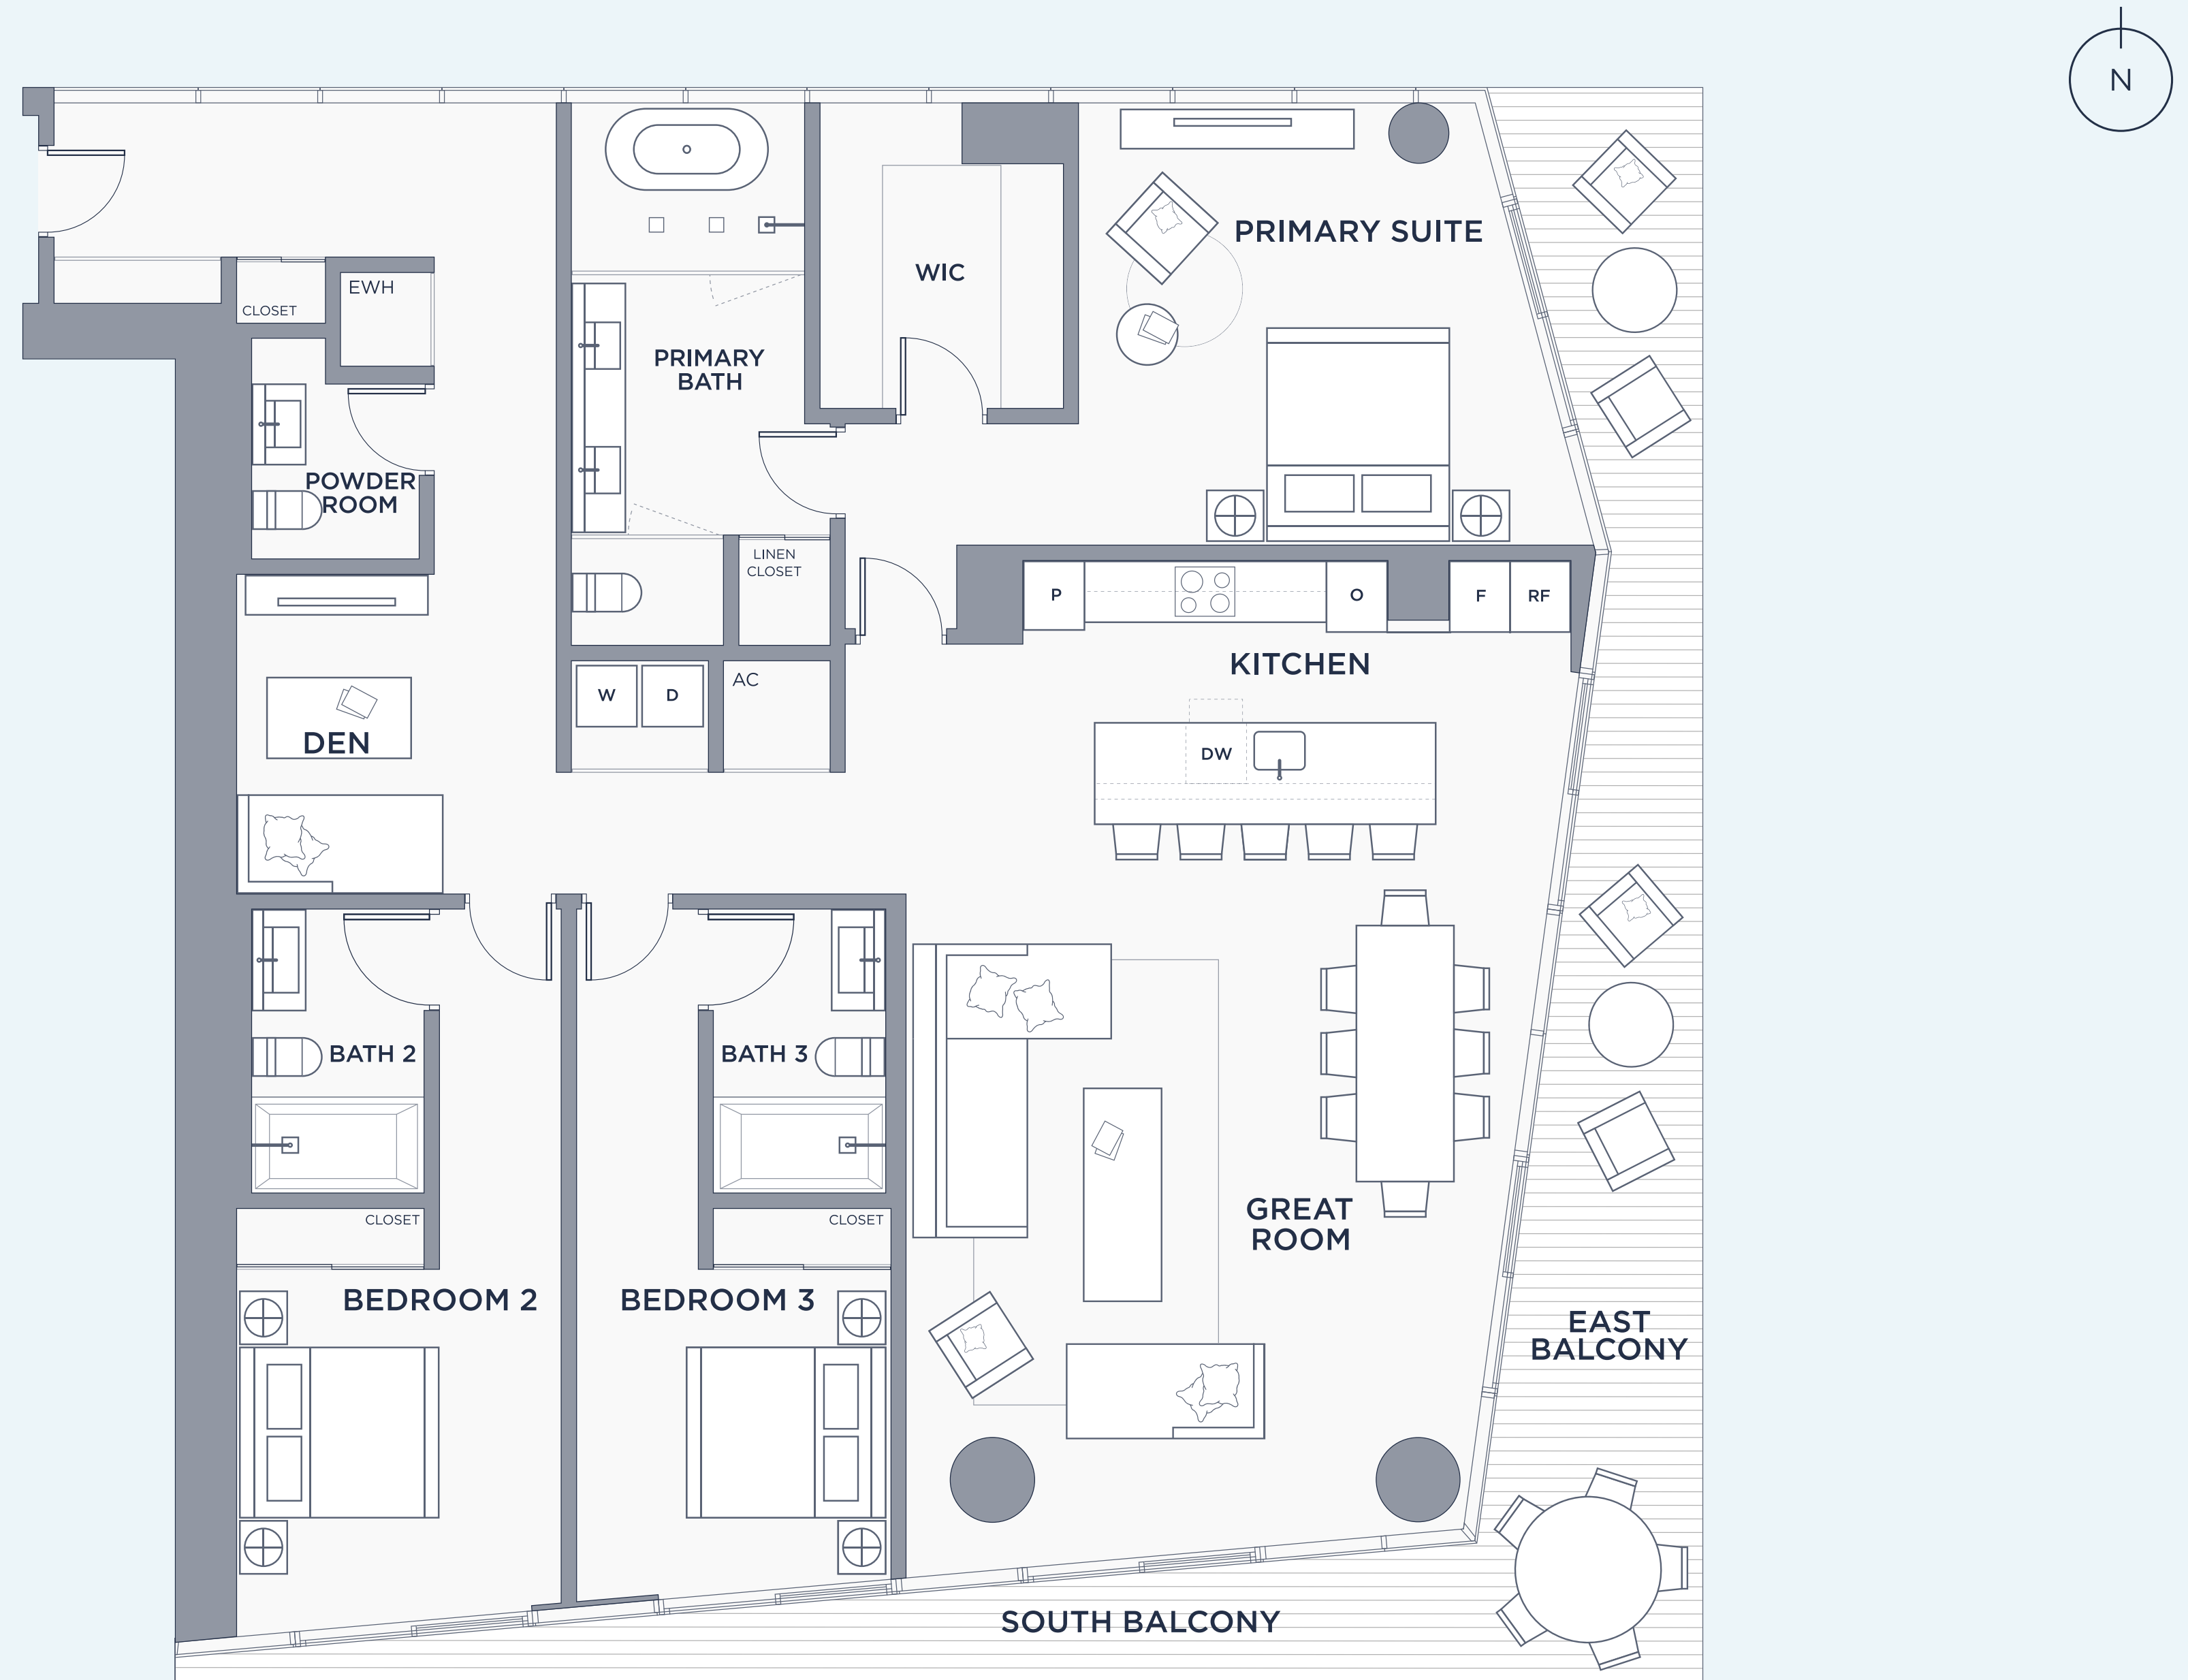 N
PRIMARY SUITE
WIC
EWH
CLOSET
PRIMARY
BATH
POWDER
ROOM
LINEN
CLOSET
P
O
F
RF
KITCHEN
W
D
AC
DEN
DW
BATH 2
BATH 3
GREAT
ROOM
CLOSET
CLOSET
BEDROOM 2
BEDROOM 3
EAST
BALCONY
SOUTH BALCONY